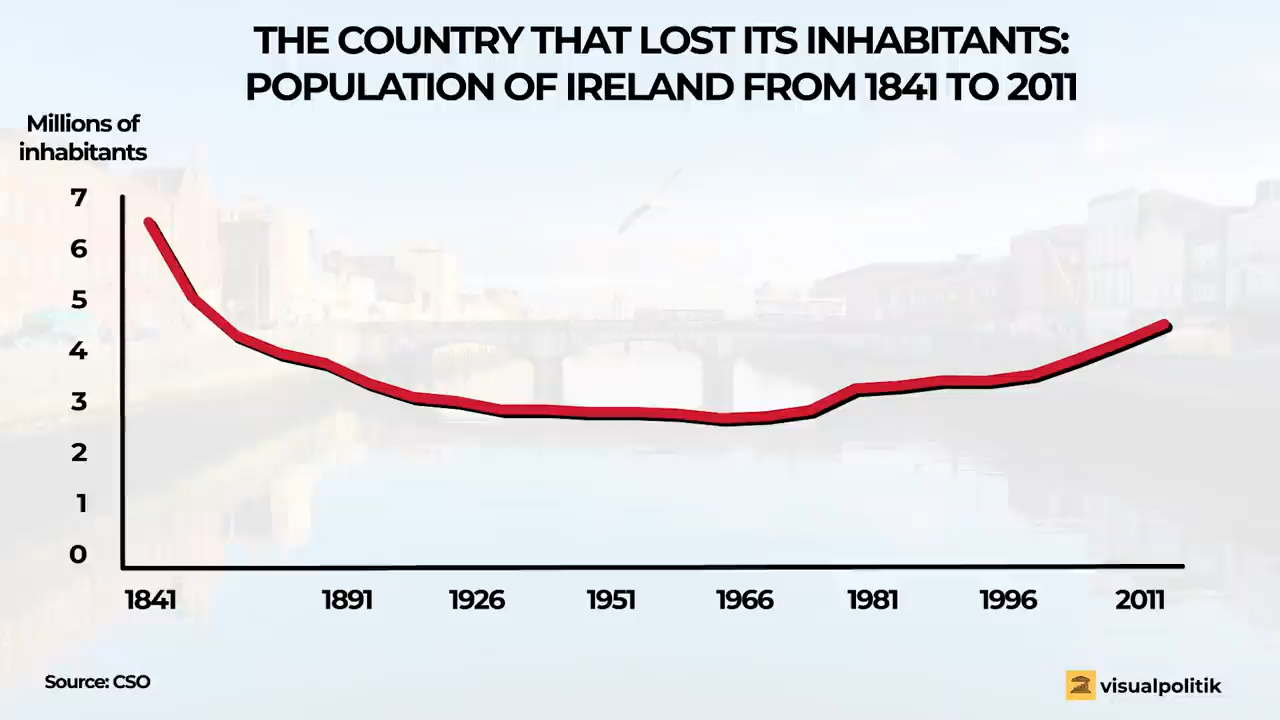 THE COUNTRY THAT LOST ITS INHABITANTS:
POPULATION OF IRELAND FROM 1841 TO 2011
Millions of
inhabitants
7
6
5
4
3
2
1
0
1841 1891 1926 1951 1966 1981 1996 2011
Source: CSO
visualpolitik